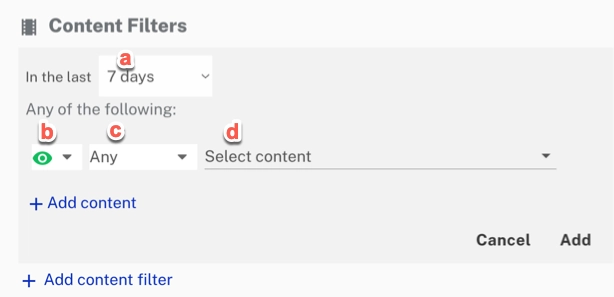 Content Filters
a
In the last 7 days
Any of the following:
b c d
Any Select content
+ Add content
Cancel Add
+ Add content filter